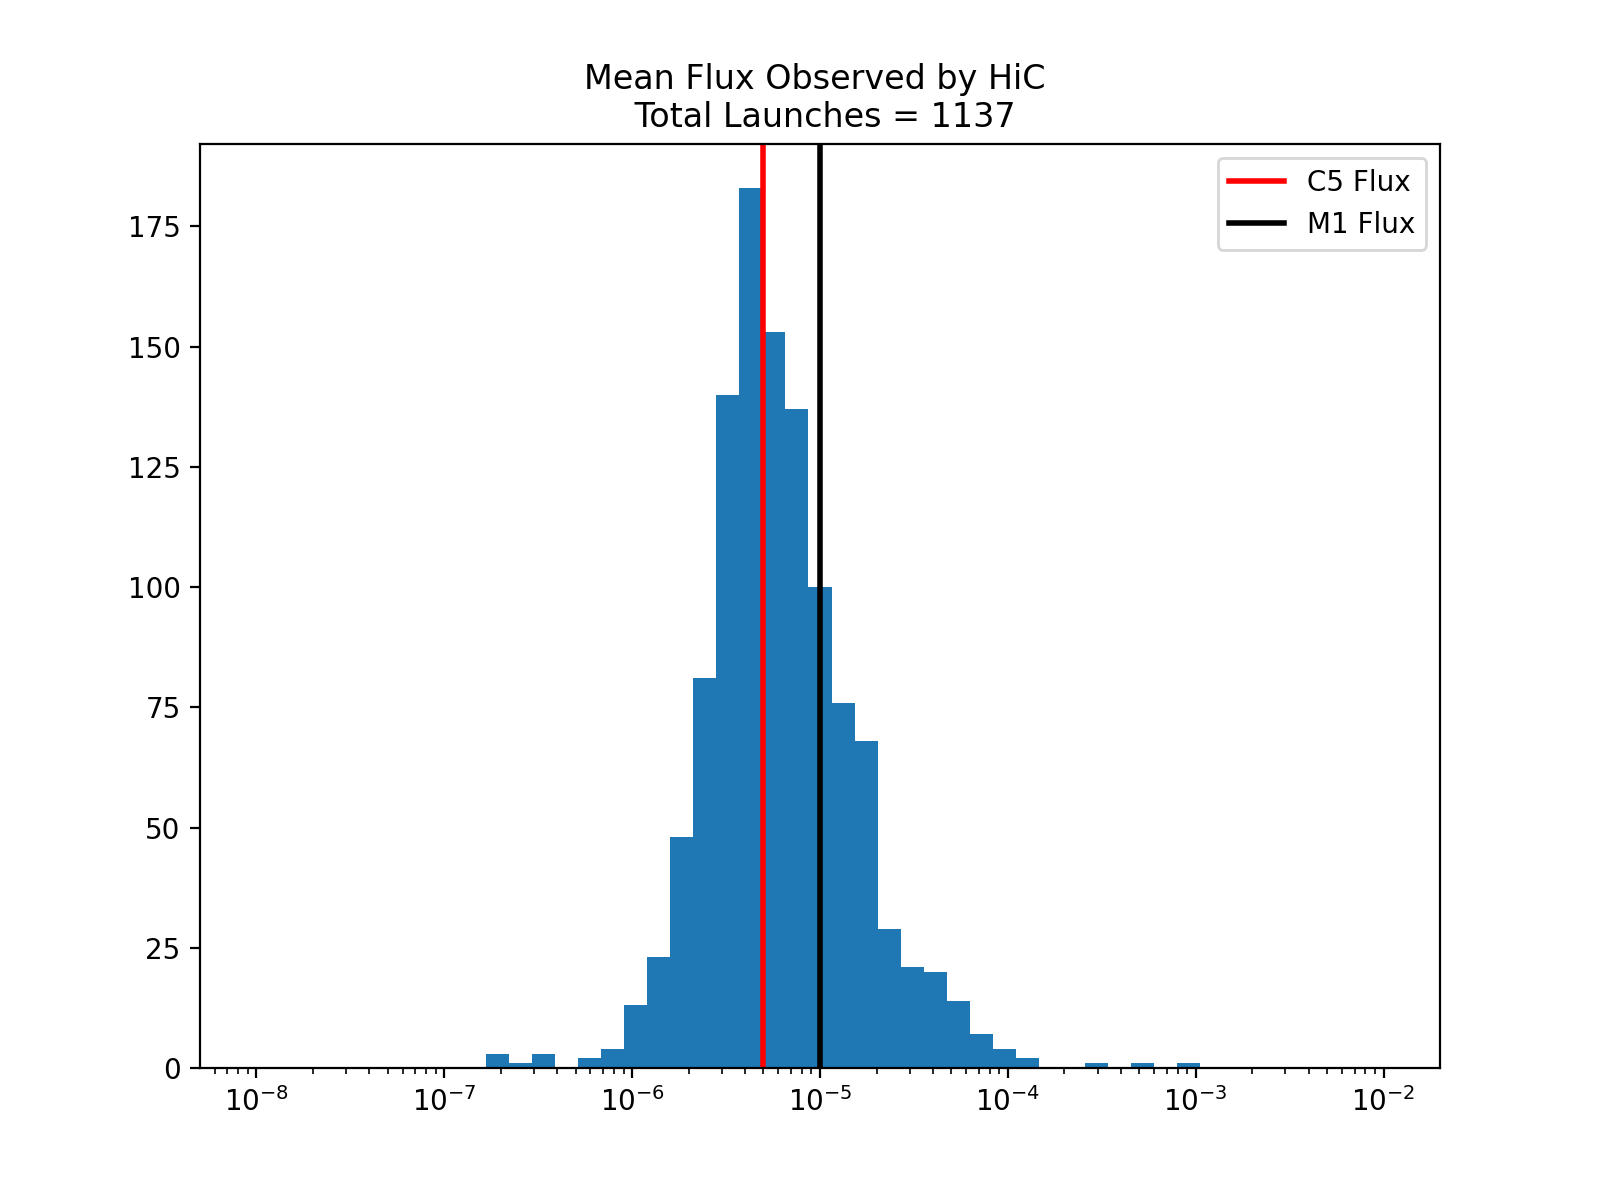 Mean Flux Observed by HiC
Total Launches = 1137
C5 Flux
M1 Flux
175
150
125
100
75
50
25
0
10⁻⁸ 10⁻⁷ 10⁻⁶ 10⁻⁵ 10⁻⁴ 10⁻³ 10⁻²